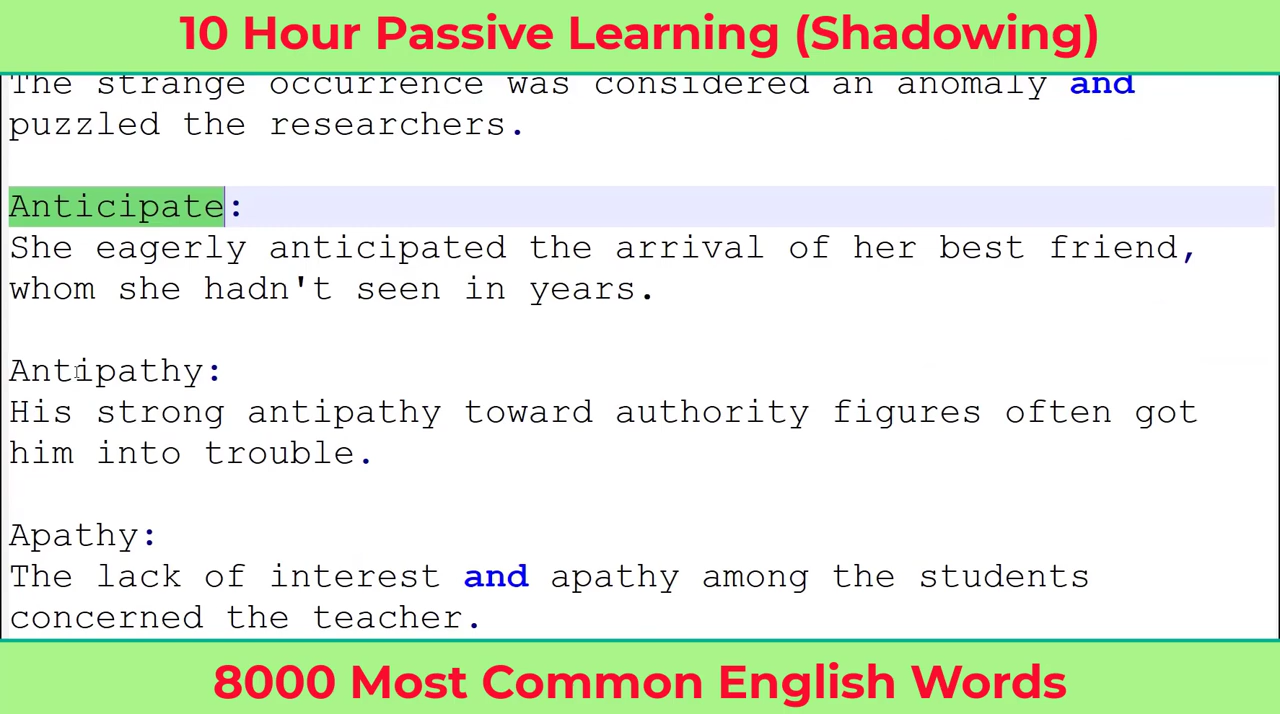 10 Hour Passive Learning (Shadowing)
The strange occurrence was considered an anomaly and
puzzled the researchers.
Anticipate:
She eagerly anticipated the arrival of her best friend,
whom she hadn't seen in years.
Antipathy:
His strong antipathy toward authority figures often got
him into trouble.
Apathy:
The lack of interest and apathy among the students
concerned the teacher.
8000 Most Common English Words